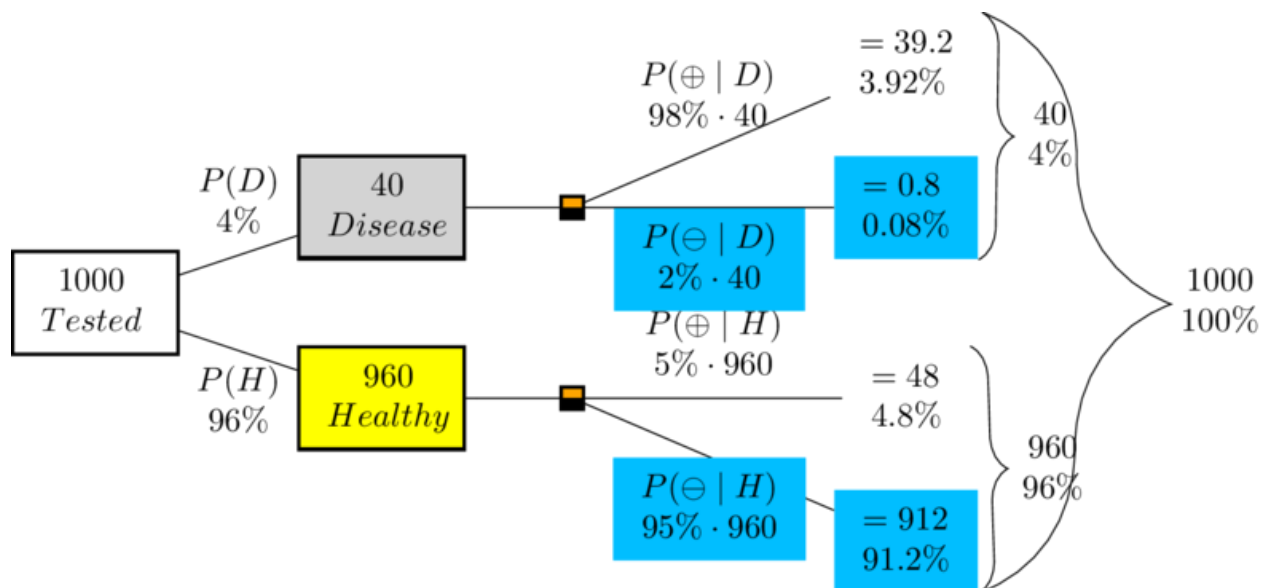 1000
Tested
P(D)
4%
P(H)
96%
40
Disease
960
Healthy
P(⊕ | D)
98% · 40
P(⊖ | D)
2% · 40
P(⊕ | H)
5% · 960
P(⊖ | H)
95% · 960
= 39.2
3.92%
= 0.8
0.08%
= 48
4.8%
= 912
91.2%
40
4%
960
96%
1000
100%